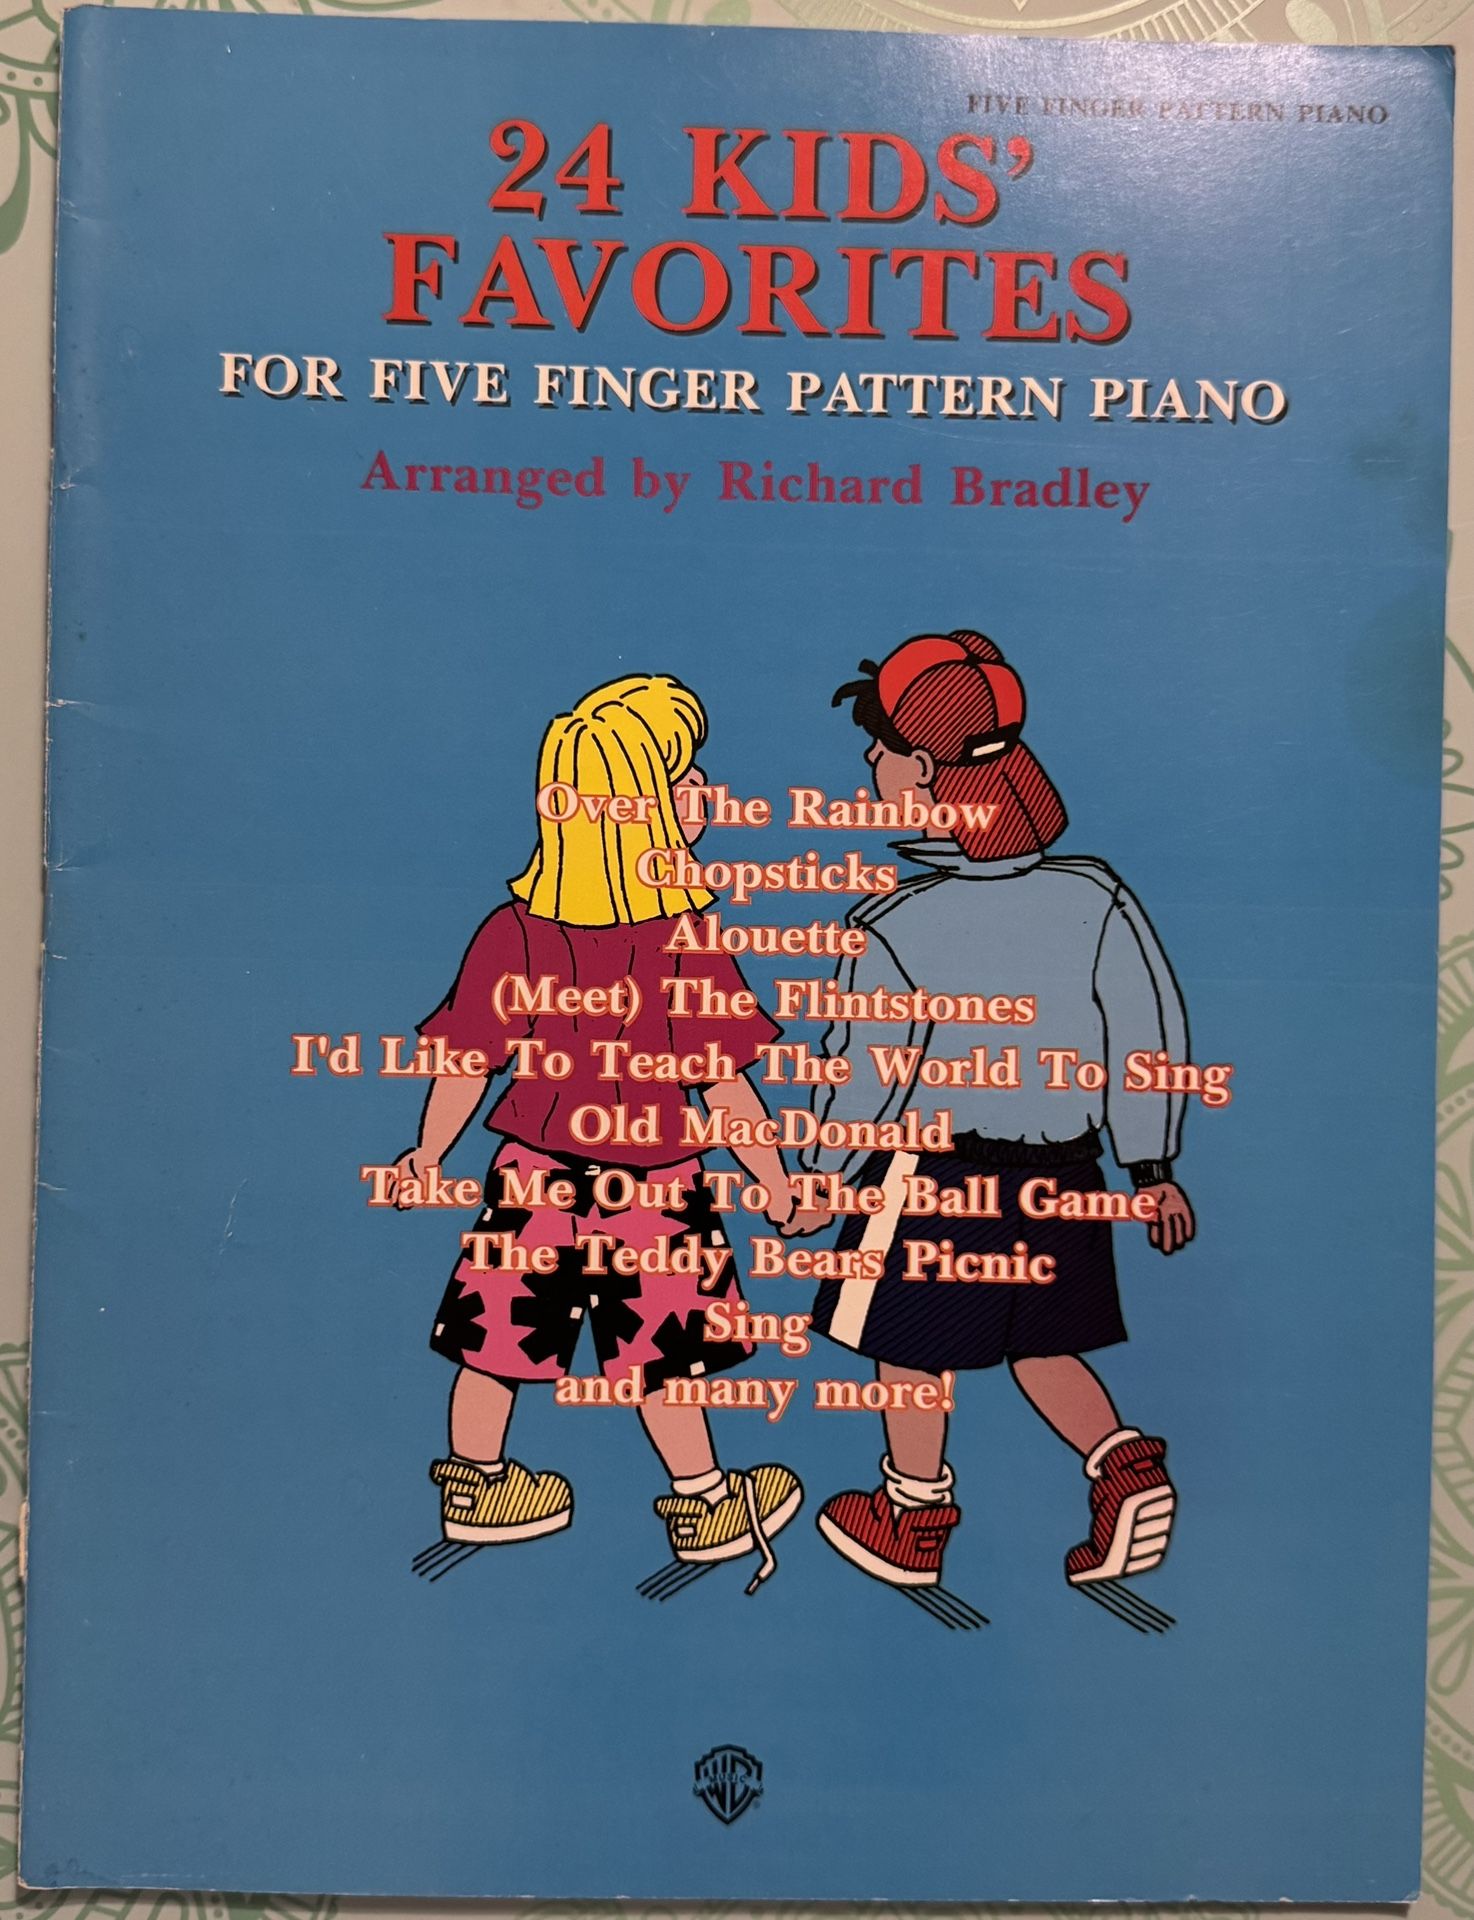 FIVE FINGER PATTERN PIANO
24 KIDS'
FAVORITES
FOR FIVE FINGER PATTERN PIANO
Arranged by Richard Bradley
Over The Rainbow
Chopsticks
Alouette
(Meet) The Flintstones
I'd Like To Teach The World To Sing
Old MacDonald
Take Me Out To The Ball Game
The Teddy Bears Picnic
Sing
and many more!
WB
MUSIC
®